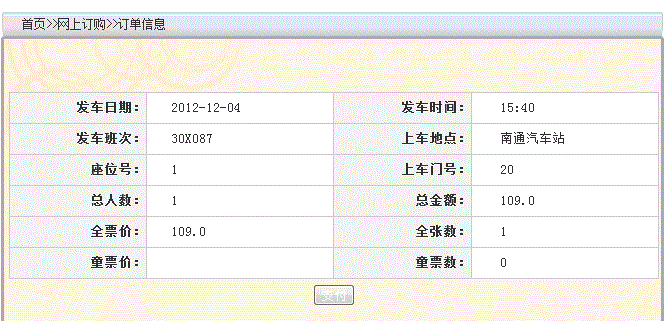 首页>>网上订购>>订单信息
发车日期： 2012-12-04 发车时间： 15:40
发车班次： 30X087 上车地点： 南通汽车站
座位号： 1 上车门号： 20
总人数： 1 总金额： 109.0
全票价： 109.0 全张数： 1
童票价： 童票数： 0
支付